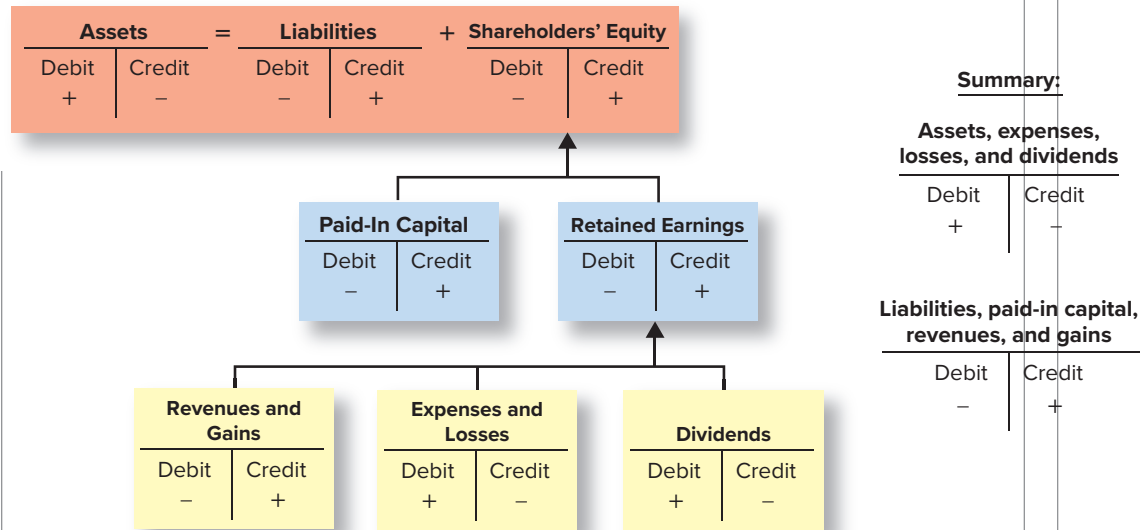 Assets = Liabilities + Shareholders' Equity
Debit Credit Debit Credit Debit Credit
+ – – + – +
Paid-In Capital
Debit Credit
– +
Retained Earnings
Debit Credit
– +
Revenues and
Gains
Debit Credit
– +
Expenses and
Losses
Debit Credit
+ –
Dividends
Debit Credit
+ –
Summary:
Assets, expenses,
losses, and dividends
Debit Credit
+ –
Liabilities, paid-in capital,
revenues, and gains
Debit Credit
– +